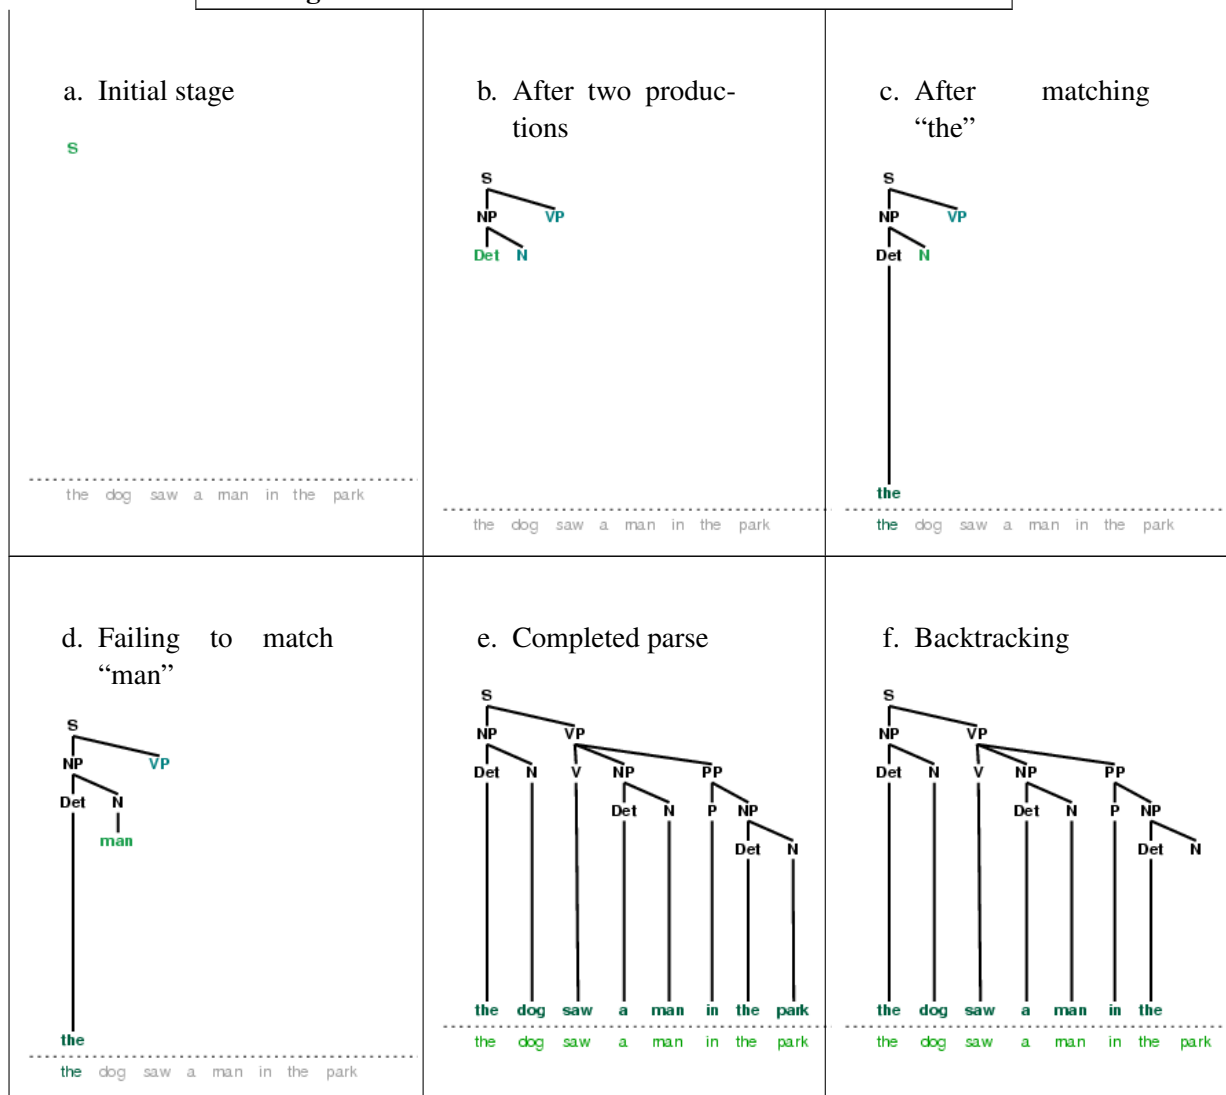 a. Initial stage
S
the dog saw a man in the park
b. After two produc-
tions
S
NP VP
Det N
the dog saw a man in the park
c. After matching
“the”
S
NP VP
Det N
the
the dog saw a man in the park
d. Failing to match
“man”
S
NP VP
Det N
man
the
the dog saw a man in the park
e. Completed parse
S
NP VP
Det N V NP PP
Det N P NP
Det N
the dog saw a man in the park
the dog saw a man in the park
f. Backtracking
S
NP VP
Det N V NP PP
Det N P NP
Det N
the dog saw a man in the
the dog saw a man in the park